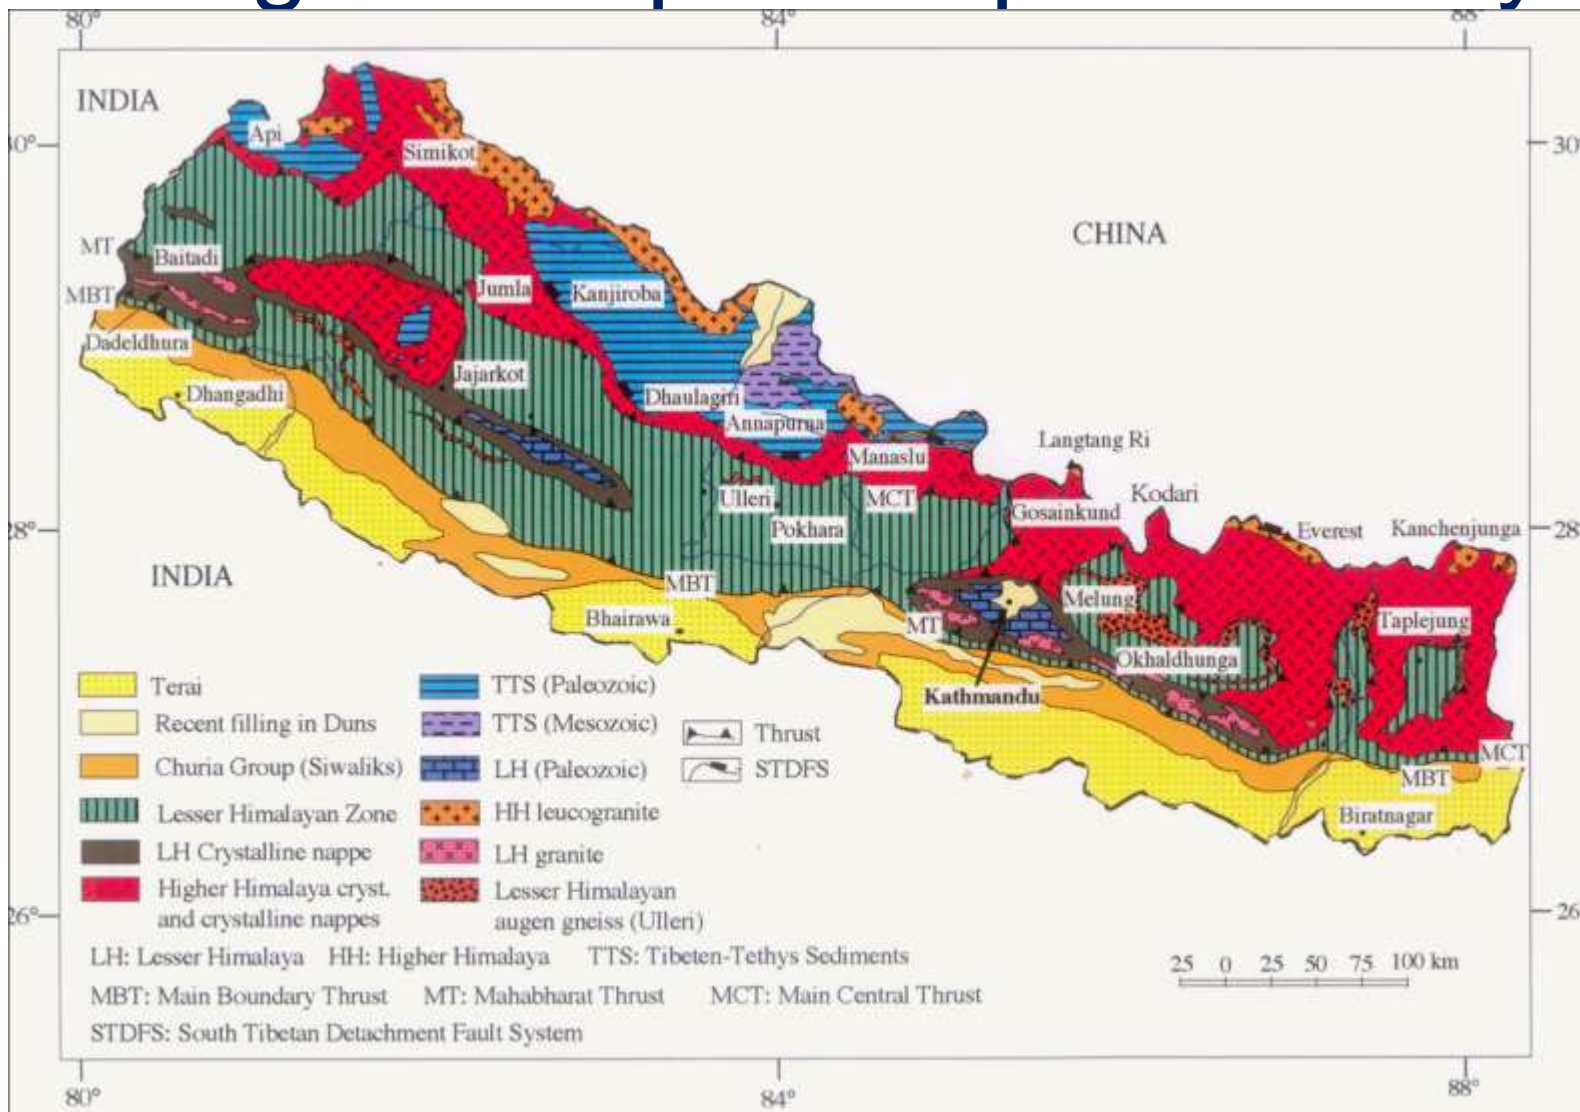 80° 84° 88°
INDIA
Api
30° 30°
Simikot
CHINA
MT
Baitadi
MBT
Jumla
Kanjiroba
Dadeldhura
Jajarkot
Dhangadhi
Dhaulagiri
Annapurna
Langtang Ri
Manaslu
Ulleri
MCT
Kodari
Gosainkund
Pokhara
28° 28°
Everest
Kanchenjunga
INDIA
MBT
Melung
Bhairawa
MT
Taplejung
Okhaldhunga
Kathmandu
MCT
MBT
Biratnagar
Terai
Recent filling in Duns
Churia Group (Siwaliks)
Lesser Himalayan Zone
LH Crystalline nappe
Higher Himalaya cryst.
and crystalline nappes
TTS (Paleozoic)
TTS (Mesozoic)
LH (Paleozoic)
HH leucogranite
LH granite
Lesser Himalayan
augen gneiss (Ulleri)
Thrust
STDFS
26° 26°
LH: Lesser Himalaya HH: Higher Himalaya TTS: Tibeten-Tethys Sediments
MBT: Main Boundary Thrust MT: Mahabharat Thrust MCT: Main Central Thrust
STDFS: South Tibetan Detachment Fault System
25 0 25 50 75 100 km
80° 84° 88°